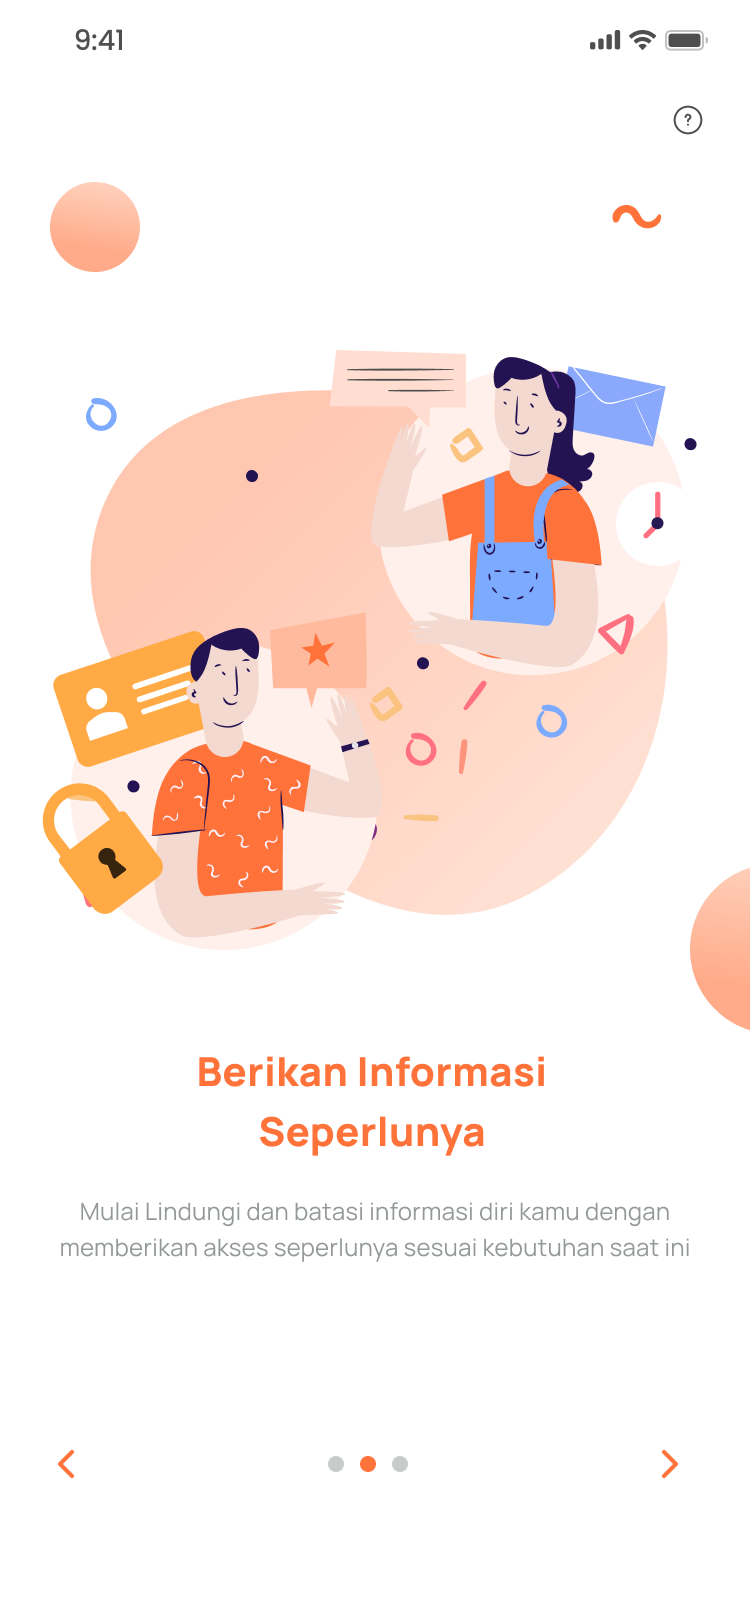 9:41
?
Berikan Informasi
Seperlunya
Mulai Lindungi dan batasi informasi diri kamu dengan
memberikan akses seperlunya sesuai kebutuhan saat ini